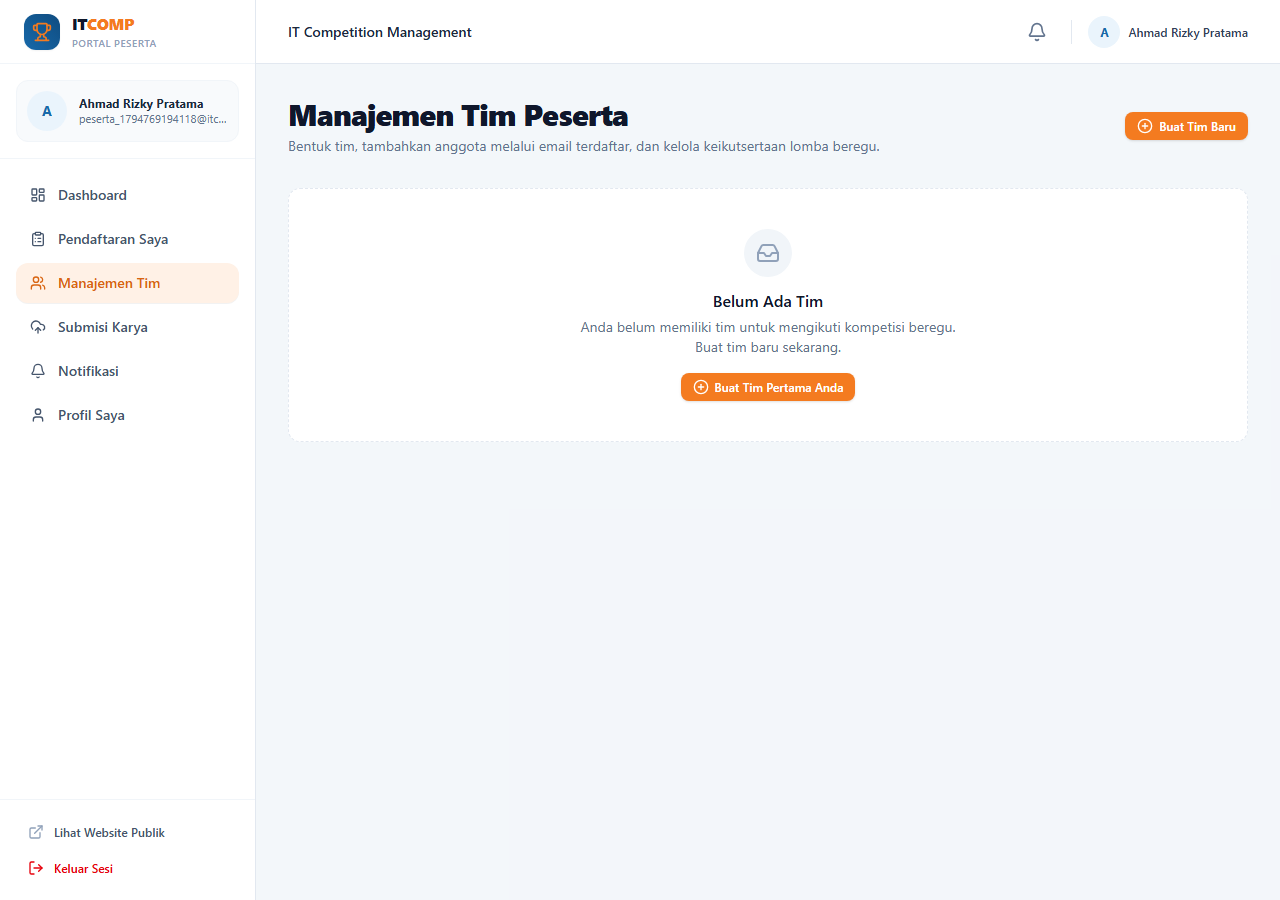 ITCOMP
PORTAL PESERTA
IT Competition Management
A
Ahmad Rizky Pratama
A
Ahmad Rizky Pratama
peserta_1794769194118@itc...
Dashboard
Pendaftaran Saya
Manajemen Tim
Submisi Karya
Notifikasi
Profil Saya
Lihat Website Publik
Keluar Sesi
Manajemen Tim Peserta
Bentuk tim, tambahkan anggota melalui email terdaftar, dan kelola keikutsertaan lomba beregu.
Buat Tim Baru
Belum Ada Tim
Anda belum memiliki tim untuk mengikuti kompetisi beregu.
Buat tim baru sekarang.
Buat Tim Pertama Anda